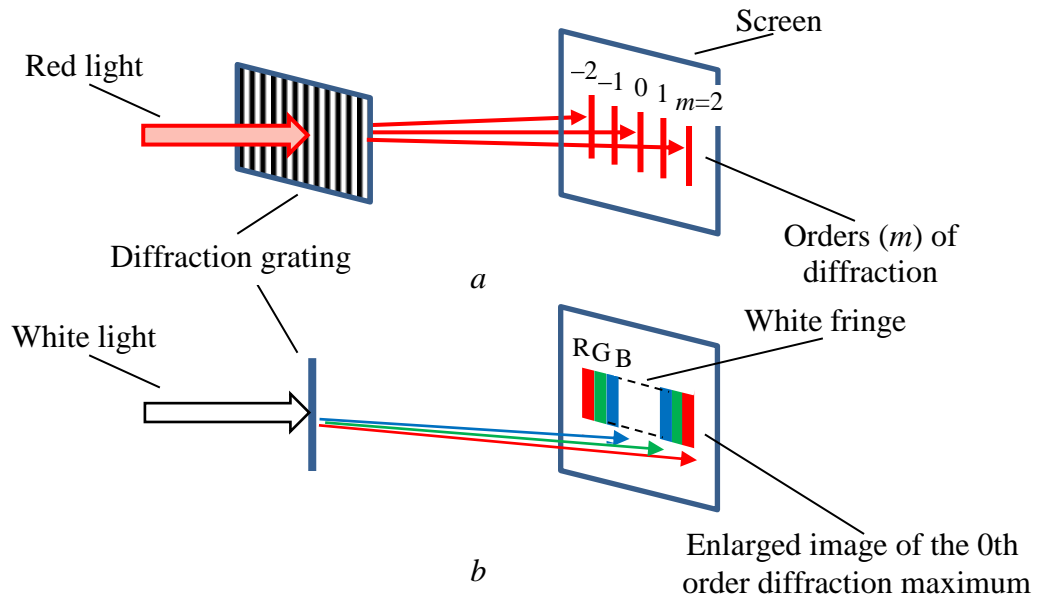 Screen
Red light
−2 −1 0 1 m=2
Orders (m) of
diffraction
Diffraction grating
a
White light
White fringe
R G B
Enlarged image of the 0th
order diffraction maximum
b